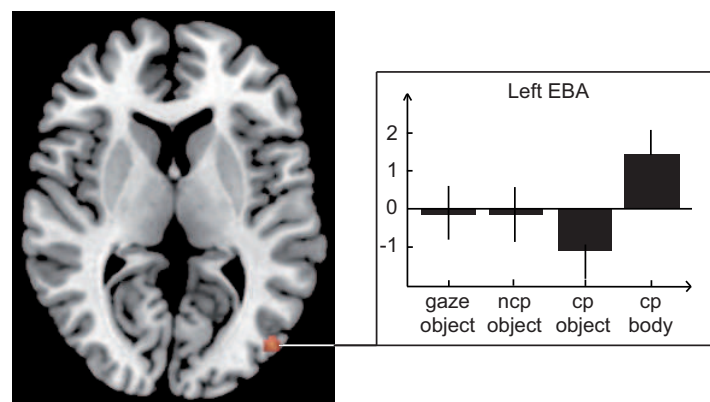 Left EBA
2
1
0
-1
gaze object
ncp object
cp object
cp body